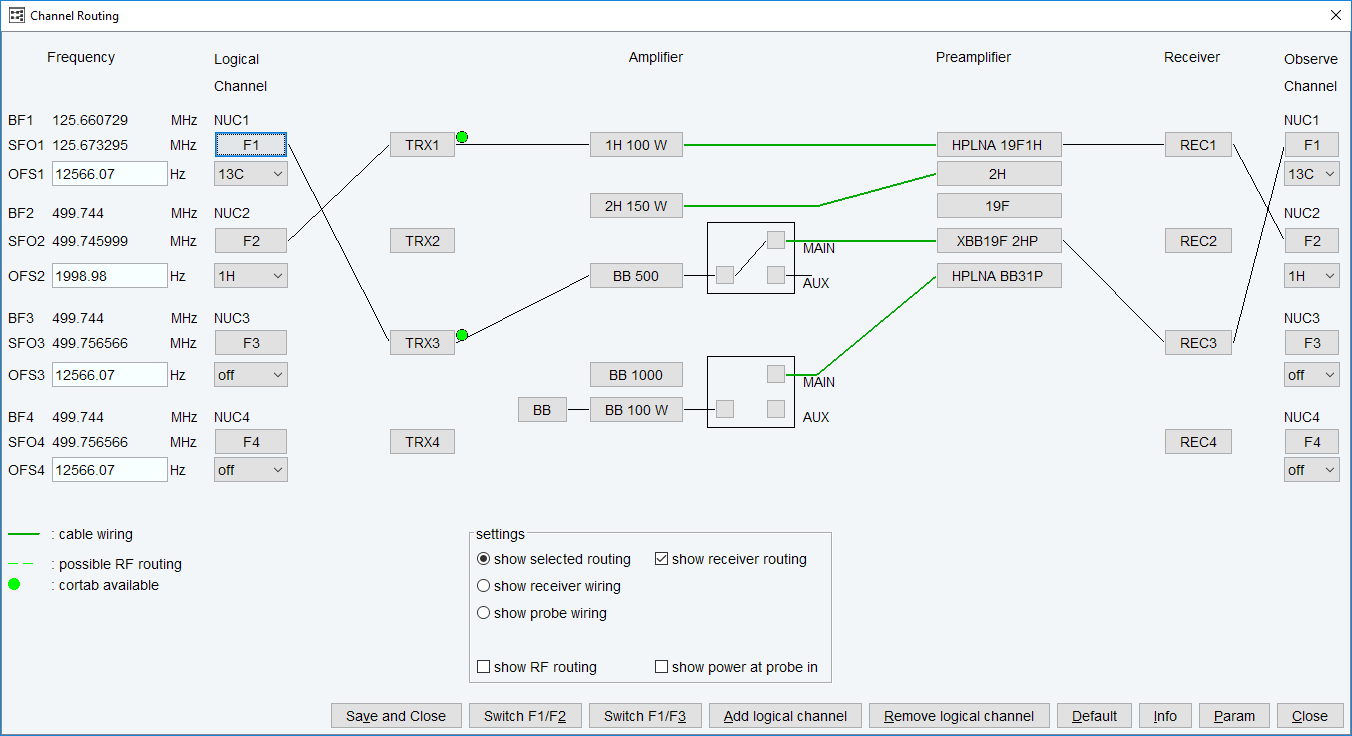 Channel Routing
Frequency Logical Channel Amplifier Preamplifier Receiver Observe Channel
BF1 125.660729 MHz NUC1 NUC1
SFO1 125.673295 MHz F1 TRX1 1H 100 W HPLNA 19F1H REC1 F1
OFS1 12566.07 Hz 13C 2H 13C
2H 150 W 19F
BF2 499.744 MHz NUC2 NUC2
SFO2 499.745999 MHz F2 TRX2 XBB19F 2HP REC2 F2
MAIN
OFS2 1998.98 Hz 1H BB 500 HPLNA BB31P 1H
AUX
BF3 499.744 MHz NUC3 NUC3
SFO3 499.756566 MHz F3 TRX3 REC3 F3
OFS3 12566.07 Hz off BB 1000 off
MAIN
BF4 499.744 MHz NUC4 BB BB 100 W AUX NUC4
SFO4 499.756566 MHz F4 TRX4 REC4 F4
OFS4 12566.07 Hz off off
: cable wiring
: possible RF routing
: cortab available
settings
show selected routing show receiver routing
show receiver wiring
show probe wiring
show RF routing show power at probe in
Save and Close Switch F1/F2 Switch F1/F3 Add logical channel Remove logical channel Default Info Param Close